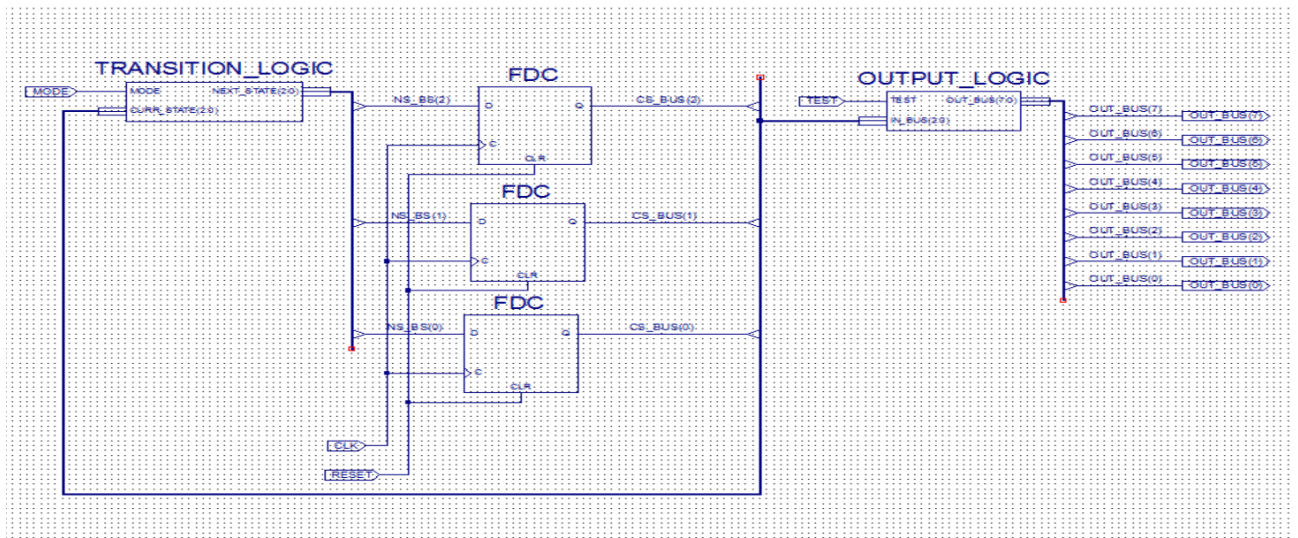 TRANSITION_LOGIC
MODE
MODE
NEXT_STATE(2:0)
CURR_STATE(2:0)
FDC
NS_BS(2)
D
Q
CS_BUS(2)
C
CLR
FDC
NS_BS(1)
D
Q
CS_BUS(1)
C
CLR
FDC
NS_BS(0)
D
Q
CS_BUS(0)
C
CLR
CLK
RESET
OUTPUT_LOGIC
TEST
TEST
OUT_BUS(7:0)
IN_BUS(2:0)
OUT_BUS(7)
OUT_BUS(7)
OUT_BUS(6)
OUT_BUS(6)
OUT_BUS(5)
OUT_BUS(5)
OUT_BUS(4)
OUT_BUS(4)
OUT_BUS(3)
OUT_BUS(3)
OUT_BUS(2)
OUT_BUS(2)
OUT_BUS(1)
OUT_BUS(1)
OUT_BUS(0)
OUT_BUS(0)